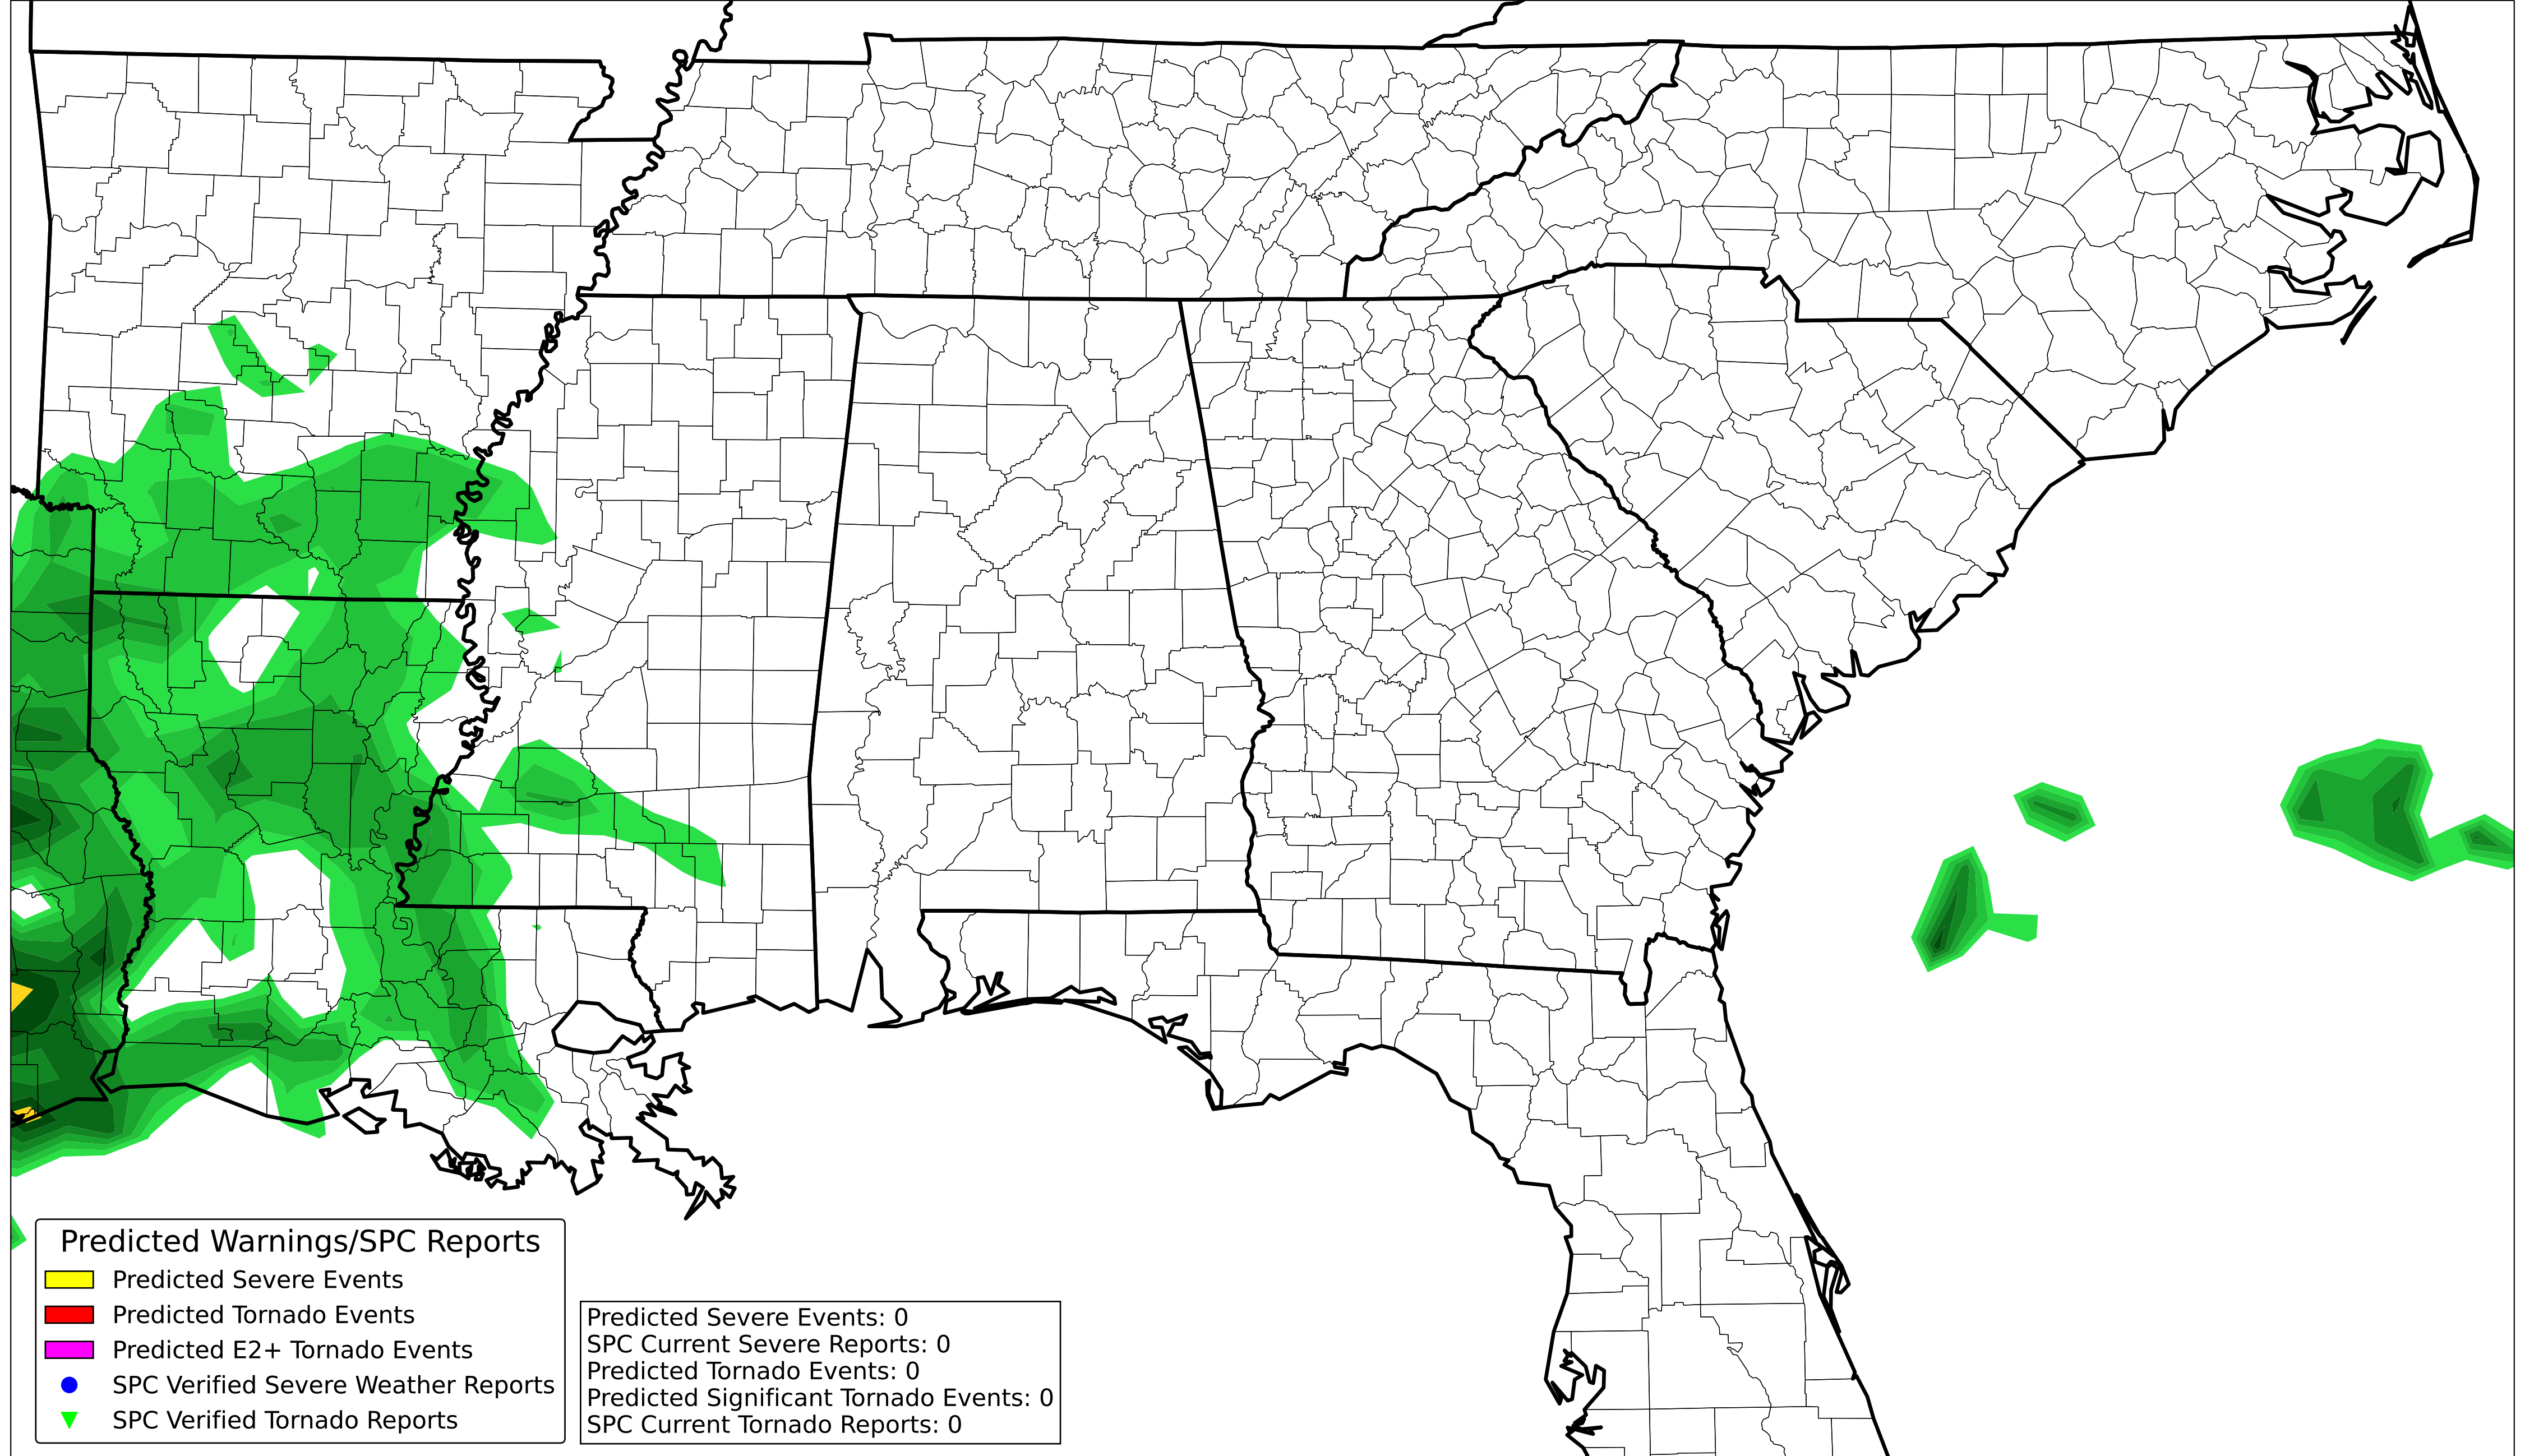 Predicted Warnings/SPC Reports
Predicted Severe Events
Predicted Tornado Events
Predicted E2+ Tornado Events
SPC Verified Severe Weather Reports
SPC Verified Tornado Reports
Predicted Severe Events: 0
SPC Current Severe Reports: 0
Predicted Tornado Events: 0
Predicted Significant Tornado Events: 0
SPC Current Tornado Reports: 0